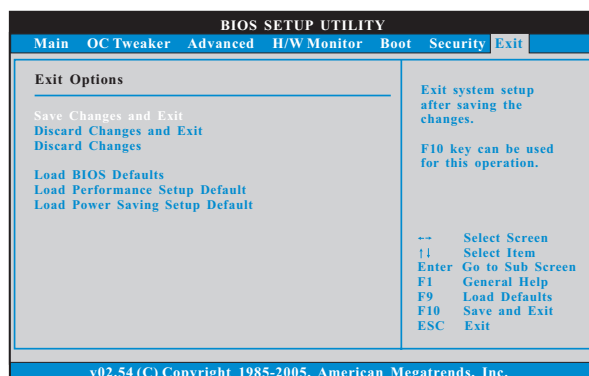 BIOS SETUP UTILITY
Main OC Tweaker Advanced H/W Monitor Boot Security Exit
Exit Options
Save Changes and Exit
Discard Changes and Exit
Discard Changes
Load BIOS Defaults
Load Performance Setup Default
Load Power Saving Setup Default
Exit system setup
after saving the
changes.
F10 key can be used
for this operation.
←→ Select Screen
↑↓ Select Item
Enter Go to Sub Screen
F1 General Help
F9 Load Defaults
F10 Save and Exit
ESC Exit
v02.54 (C) Copyright 1985-2005, American Megatrends, Inc.